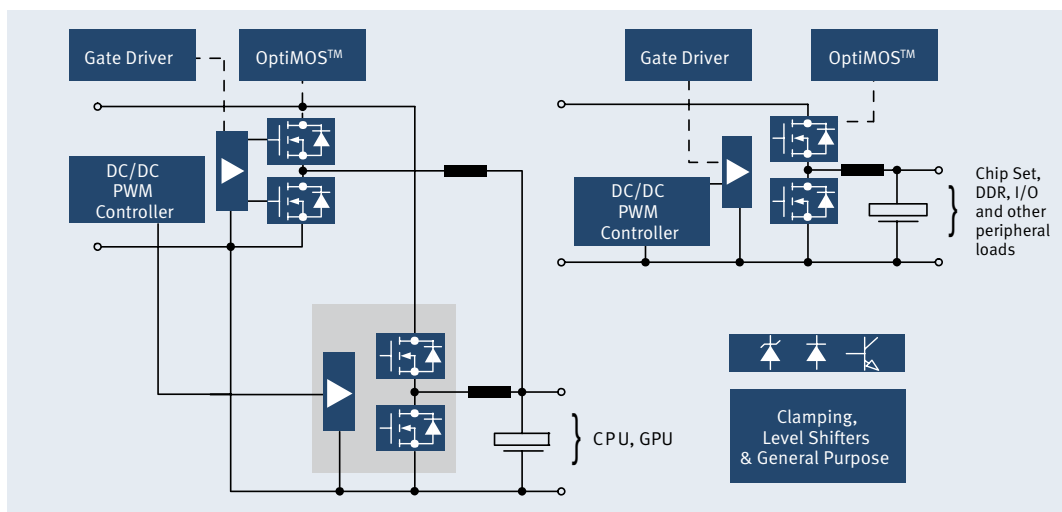 Gate Driver
OptiMOS™
DC/DC
PWM
Controller
CPU, GPU
Gate Driver
OptiMOS™
DC/DC
PWM
Controller
Chip Set,
DDR, I/O
and other
peripheral
loads
Clamping,
Level Shifters
& General Purpose